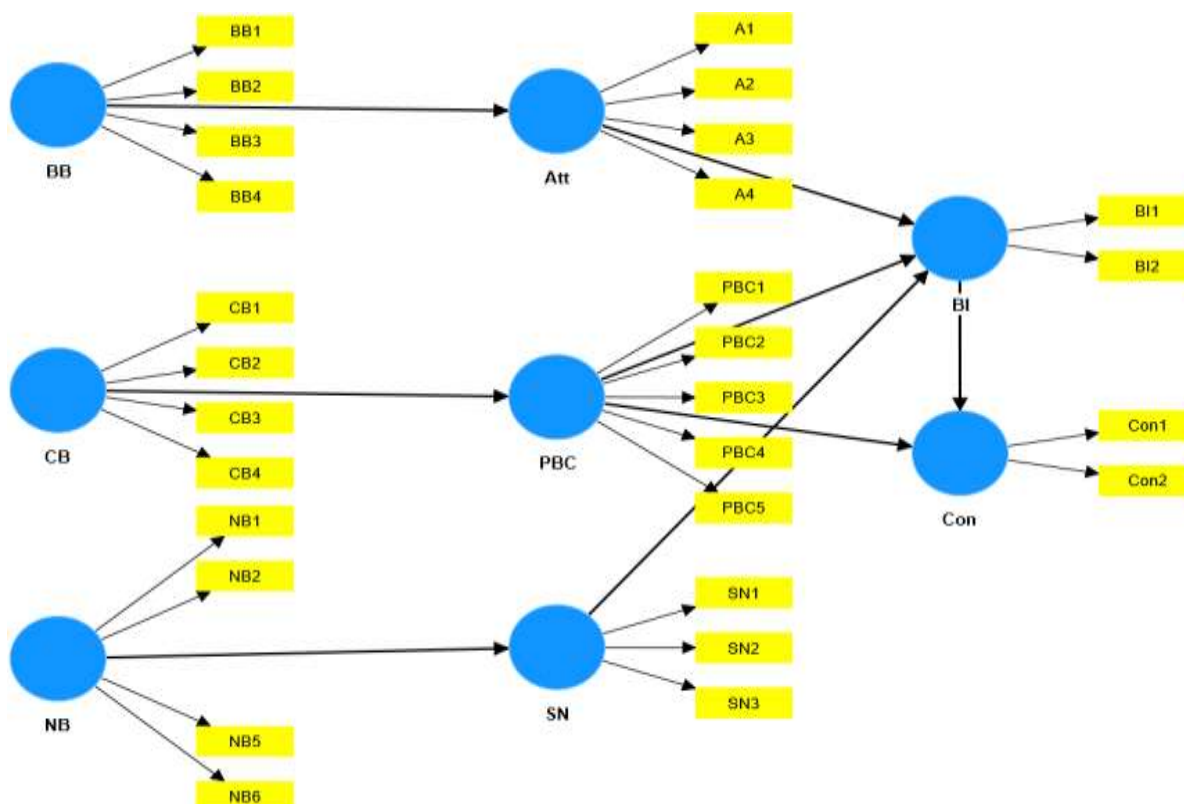 BB1
BB2
BB3
BB4
BB
A1
A2
A3
A4
Att
BI1
BI2
BI
CB1
CB2
CB3
CB4
CB
PBC1
PBC2
PBC3
PBC4
PBC5
PBC
Con1
Con2
Con
NB1
NB2
NB5
NB6
NB
SN1
SN2
SN3
SN